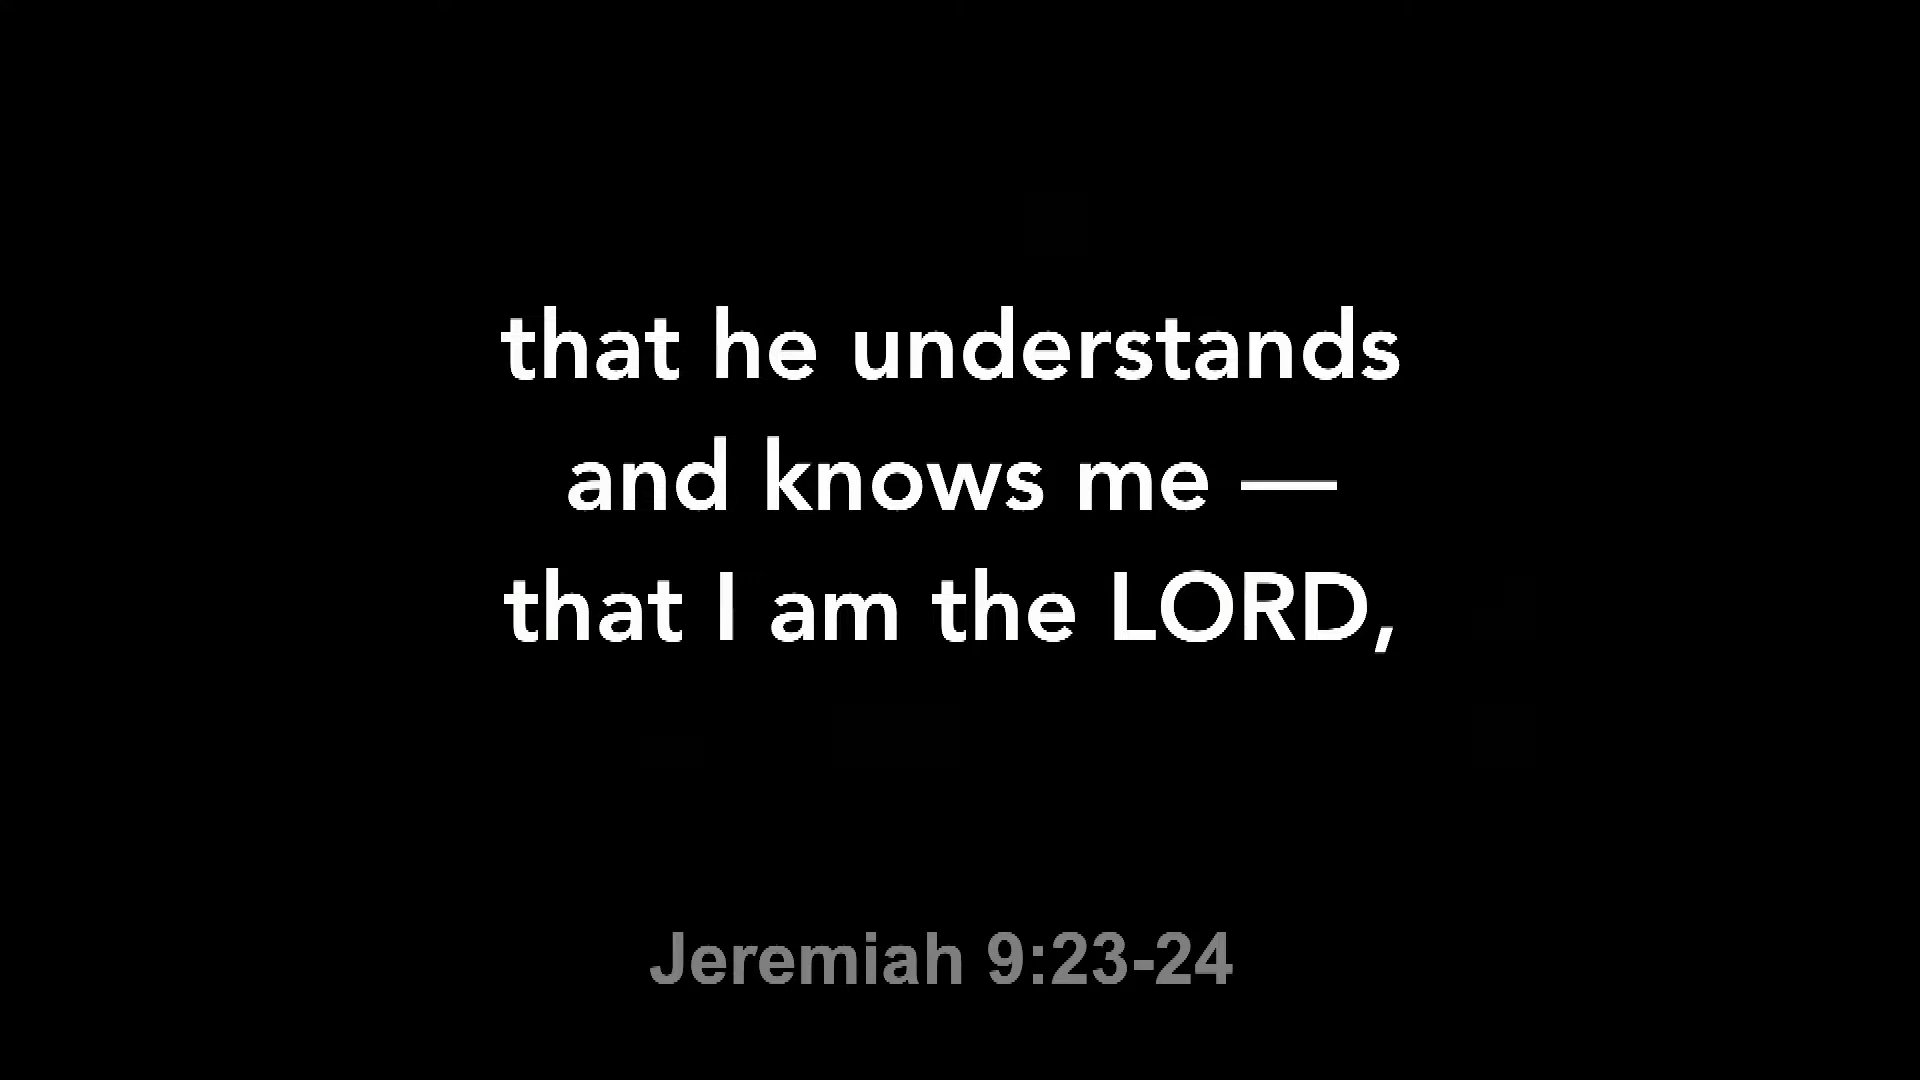 that he understands
and knows me —
that I am the LORD,
Jeremiah 9:23-24